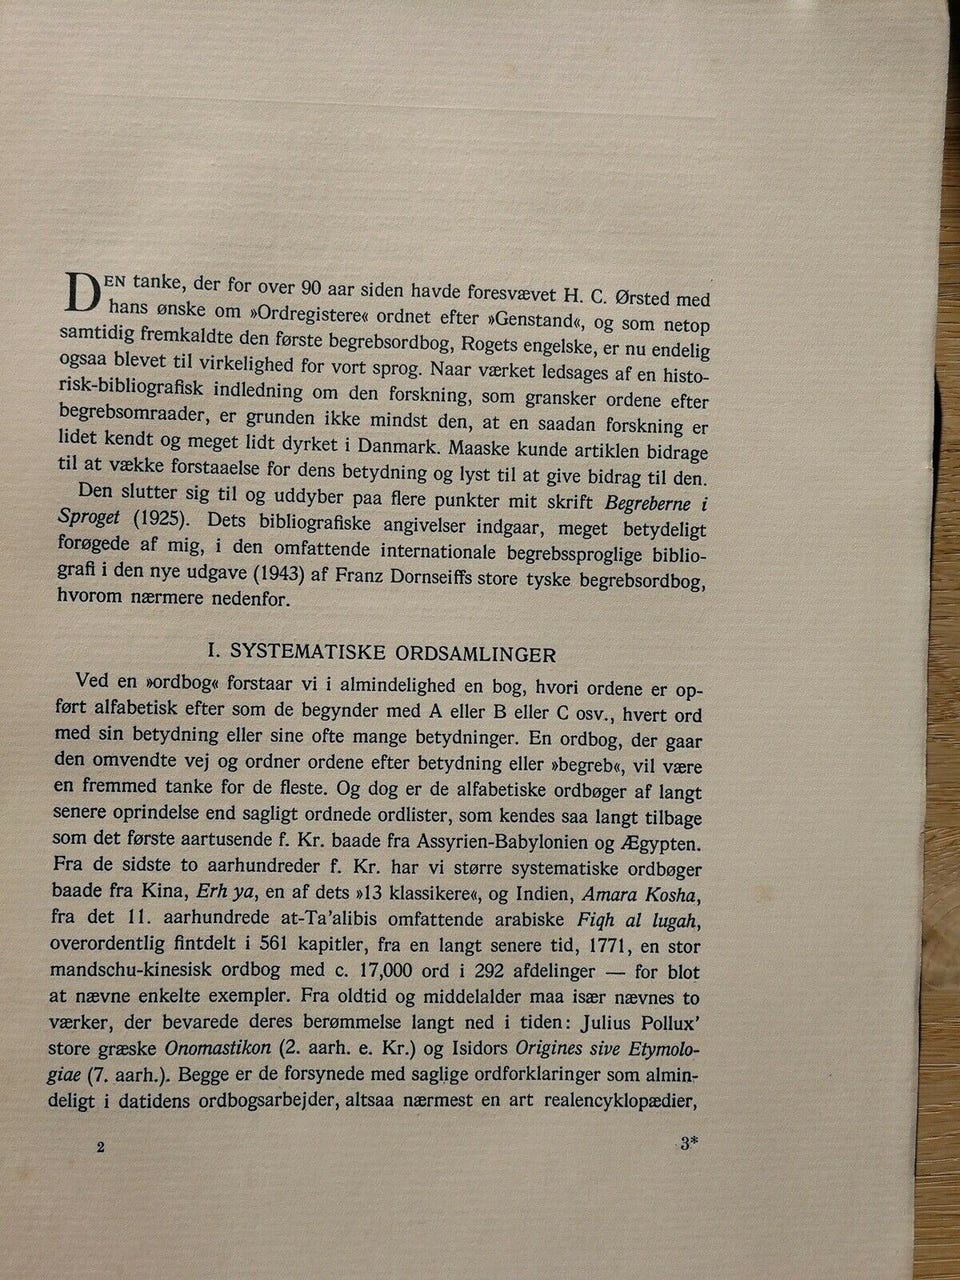 DEN tanke, der for over 90 aar siden havde foresvævet H. C. Ørsted med
hans ønske om »Ordregistere« ordnet efter »Genstand«, og som netop
samtidig fremkaldte den første begrebsordbog, Rogets engelske, er nu endelig
ogsaa blevet til virkelighed for vort sprog. Naar værket ledsages af en histo-
risk-bibliografisk indledning om den forskning, som gransker ordene efter
begrebsomraader, er grunden ikke mindst den, at en saadan forskning er
lidet kendt og meget lidt dyrket i Danmark. Maaske kunde artiklen bidrage
til at vække forstaaelse for dens betydning og lyst til at give bidrag til den.
Den slutter sig til og uddyber paa flere punkter mit skrift Begreberne i
Sproget (1925). Dets bibliografiske angivelser indgaar, meget betydeligt
forøgede af mig, i den omfattende internationale begrebssproglige biblio-
grafi i den nye udgave (1943) af Franz Dornseiffs store tyske begrebsordbog,
hvorom nærmere nedenfor.
I. SYSTEMATISKE ORDSAMLINGER
Ved en »ordbog« forstaar vi i almindelighed en bog, hvori ordene er op-
ført alfabetisk efter som de begynder med A eller B eller C osv., hvert ord
med sin betydning eller sine ofte mange betydninger. En ordbog, der gaar
den omvendte vej og ordner ordene efter betydning eller »begreb«, vil være
en fremmed tanke for de fleste. Og dog er de alfabetiske ordbøger af langt
senere oprindelse end sagligt ordnede ordlister, som kendes saa langt tilbage
som det første aartusende f. Kr. baade fra Assyrien-Babylonien og Ægypten.
Fra de sidste to aarhundreder f. Kr. har vi større systematiske ordbøger
baade fra Kina, Erh ya, en af dets »13 klassikere«, og Indien, Amara Kosha,
fra det 11. aarhundrede at-Ta'alibis omfattende arabiske Fiqh al lugah,
overordentlig fintdelt i 561 kapitler, fra en langt senere tid, 1771, en stor
mandschu-kinesisk ordbog med c. 17,000 ord i 292 afdelinger — for blot
at nævne enkelte exempler. Fra oldtid og middelalder maa især nævnes to
værker, der bevarede deres berømmelse langt ned i tiden: Julius Pollux'
store græske Onomastikon (2. aarh. e. Kr.) og Isidors Origines sive Etymolo-
giae (7. aarh.). Begge er de forsynede med saglige ordforklaringer som almin-
deligt i datidens ordbogsarbejder, altsaa nærmest en art realencyklopædier,
2 3*